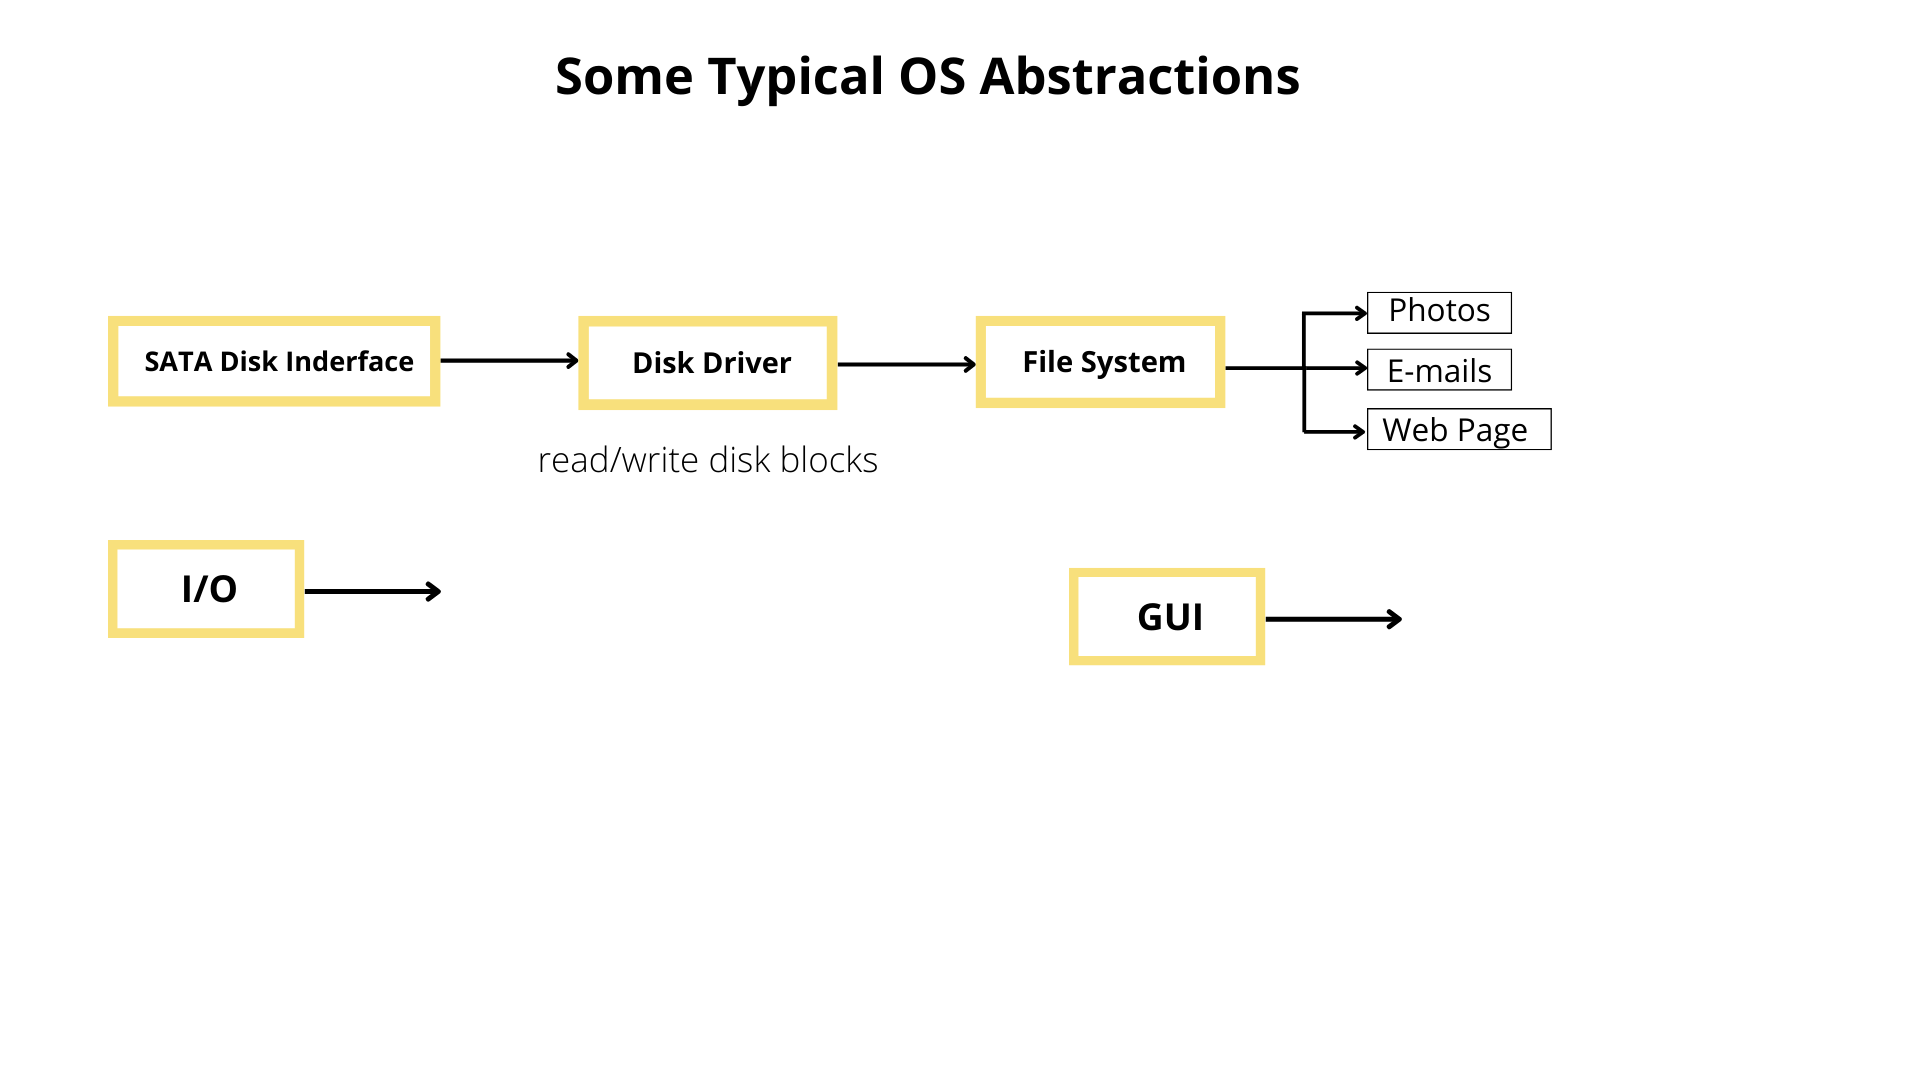 Some Typical OS Abstractions
SATA Disk Inderface
Disk Driver
File System
Photos
E-mails
Web Page
read/write disk blocks
I/O
GUI